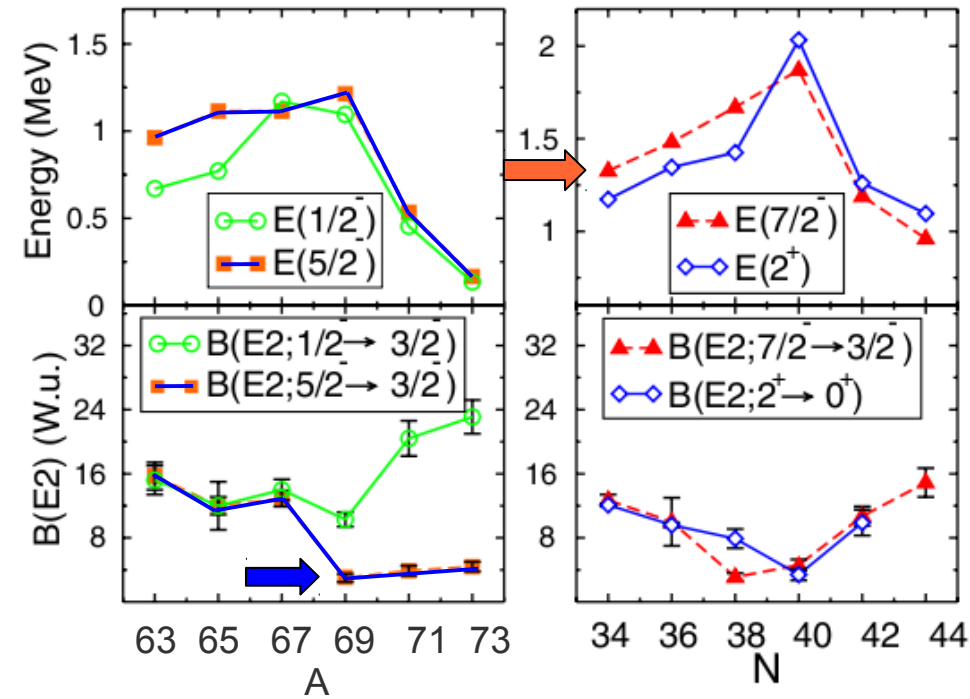 Energy (MeV)
1.5
1
0.5
0
E(1/2⁻)
E(5/2⁻)
2
1.5
1
E(7/2⁻)
E(2⁺)
B(E2) (W.u.)
32
24
16
8
B(E2;1/2⁻→ 3/2⁻)
B(E2;5/2⁻→ 3/2⁻)
63 65 67 69 71 73
A
32
24
16
8
B(E2;7/2⁻→3/2⁻)
B(E2;2⁺→ 0⁺)
34 36 38 40 42 44
N